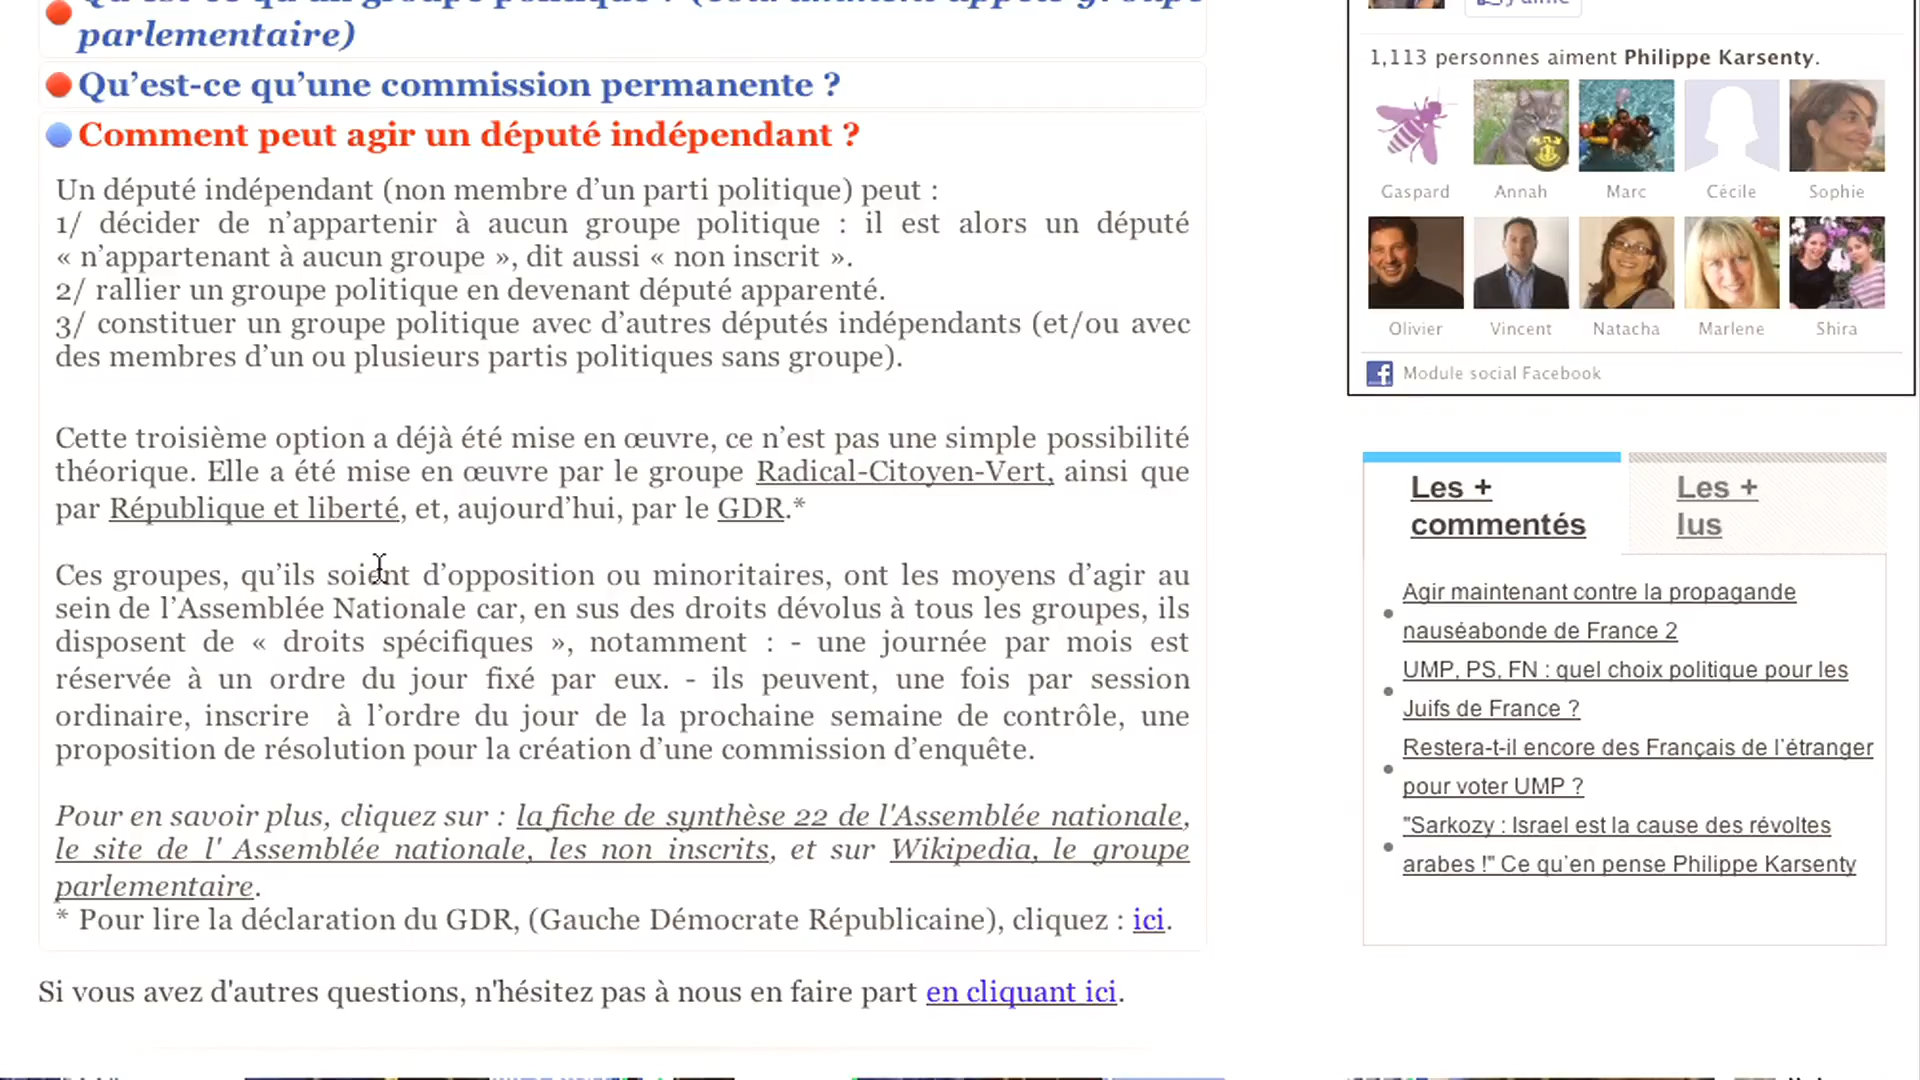 parlementaire)
Qu’est-ce qu’une commission permanente ?
Comment peut agir un député indépendant ?
Un député indépendant (non membre d’un parti politique) peut :
1/ décider de n’appartenir à aucun groupe politique : il est alors un député
« n’appartenant à aucun groupe », dit aussi « non inscrit ».
2/ rallier un groupe politique en devenant député apparenté.
3/ constituer un groupe politique avec d’autres députés indépendants (et/ou avec
des membres d’un ou plusieurs partis politiques sans groupe).
Cette troisième option a déjà été mise en œuvre, ce n’est pas une simple possibilité
théorique. Elle a été mise en œuvre par le groupe Radical-Citoyen-Vert, ainsi que
par République et liberté, et, aujourd’hui, par le GDR.*
Ces groupes, qu’ils soient d’opposition ou minoritaires, ont les moyens d’agir au
sein de l’Assemblée Nationale car, en sus des droits dévolus à tous les groupes, ils
disposent de « droits spécifiques », notamment : - une journée par mois est
réservée à un ordre du jour fixé par eux. - ils peuvent, une fois par session
ordinaire, inscrire à l’ordre du jour de la prochaine semaine de contrôle, une
proposition de résolution pour la création d’une commission d’enquête.
Pour en savoir plus, cliquez sur : la fiche de synthèse 22 de l'Assemblée nationale,
le site de l' Assemblée nationale, les non inscrits, et sur Wikipedia, le groupe
parlementaire.
* Pour lire la déclaration du GDR, (Gauche Démocrate Républicaine), cliquez : ici.
Si vous avez d'autres questions, n'hésitez pas à nous en faire part en cliquant ici.
1,113 personnes aiment Philippe Karsenty.
Gaspard Annah Marc Cécile Sophie
Olivier Vincent Natacha Marlene Shira
Module social Facebook
Les +
commentés
Les +
lus
Agir maintenant contre la propagande
nauséabonde de France 2
UMP, PS, FN : quel choix politique pour les
Juifs de France ?
Restera-t-il encore des Français de l’étranger
pour voter UMP ?
"Sarkozy : Israel est la cause des révoltes
arabes !" Ce qu’en pense Philippe Karsenty